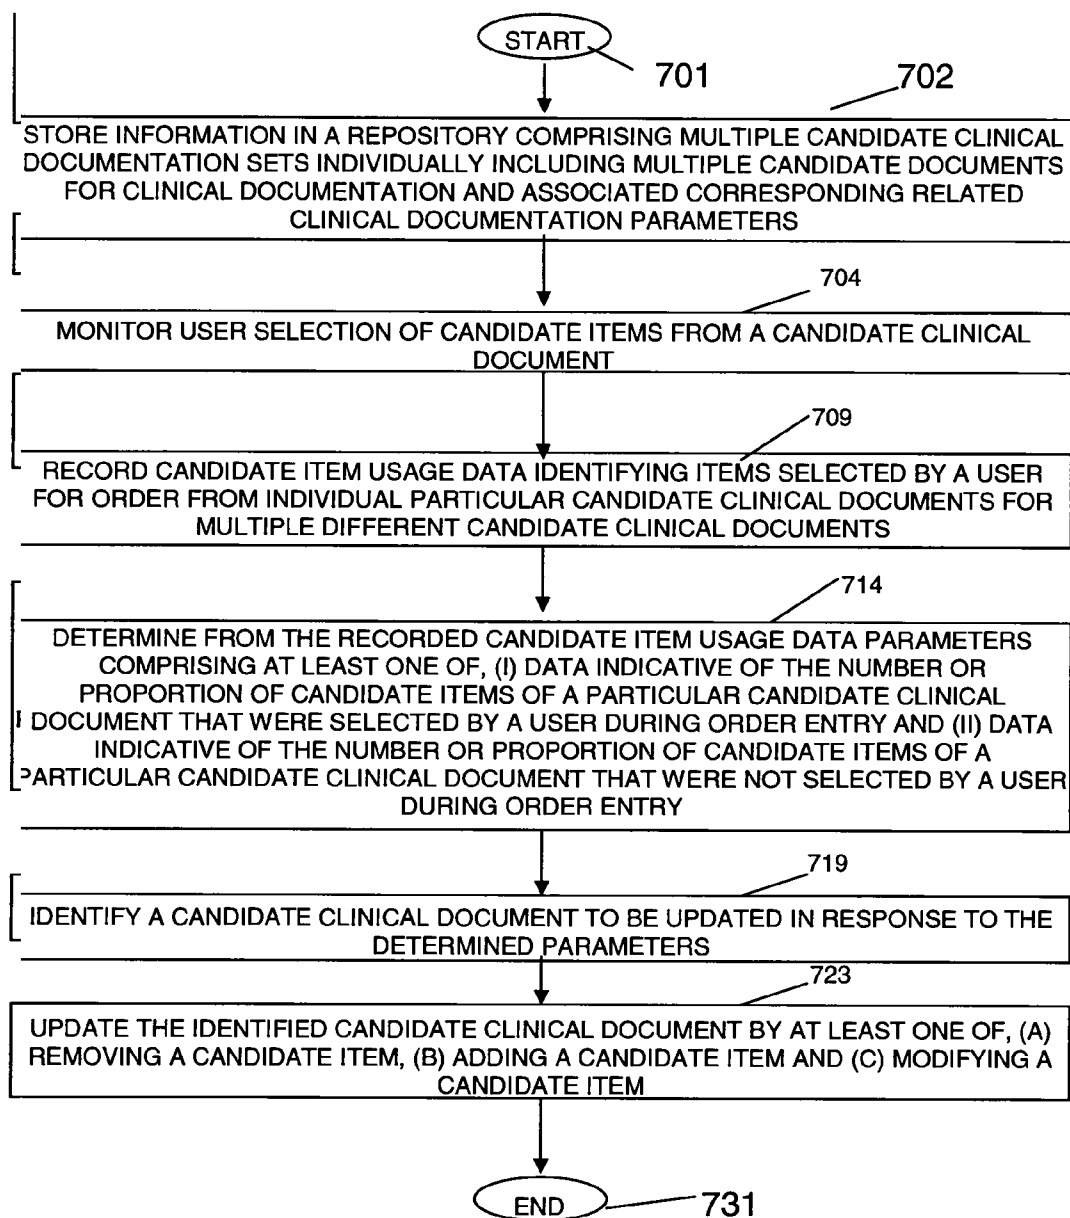 START
701
702
STORE INFORMATION IN A REPOSITORY COMPRISING MULTIPLE CANDIDATE CLINICAL
DOCUMENTATION SETS INDIVIDUALLY INCLUDING MULTIPLE CANDIDATE DOCUMENTS
FOR CLINICAL DOCUMENTATION AND ASSOCIATED CORRESPONDING RELATED
CLINICAL DOCUMENTATION PARAMETERS
704
MONITOR USER SELECTION OF CANDIDATE ITEMS FROM A CANDIDATE CLINICAL
DOCUMENT
709
RECORD CANDIDATE ITEM USAGE DATA IDENTIFYING ITEMS SELECTED BY A USER
FOR ORDER FROM INDIVIDUAL PARTICULAR CANDIDATE CLINICAL DOCUMENTS FOR
MULTIPLE DIFFERENT CANDIDATE CLINICAL DOCUMENTS
714
DETERMINE FROM THE RECORDED CANDIDATE ITEM USAGE DATA PARAMETERS
COMPRISING AT LEAST ONE OF, (I) DATA INDICATIVE OF THE NUMBER OR
PROPORTION OF CANDIDATE ITEMS OF A PARTICULAR CANDIDATE CLINICAL
DOCUMENT THAT WERE SELECTED BY A USER DURING ORDER ENTRY AND (II) DATA
INDICATIVE OF THE NUMBER OR PROPORTION OF CANDIDATE ITEMS OF A
PARTICULAR CANDIDATE CLINICAL DOCUMENT THAT WERE NOT SELECTED BY A USER
DURING ORDER ENTRY
719
IDENTIFY A CANDIDATE CLINICAL DOCUMENT TO BE UPDATED IN RESPONSE TO THE
DETERMINED PARAMETERS
723
UPDATE THE IDENTIFIED CANDIDATE CLINICAL DOCUMENT BY AT LEAST ONE OF, (A)
REMOVING A CANDIDATE ITEM, (B) ADDING A CANDIDATE ITEM AND (C) MODIFYING A
CANDIDATE ITEM
END
731